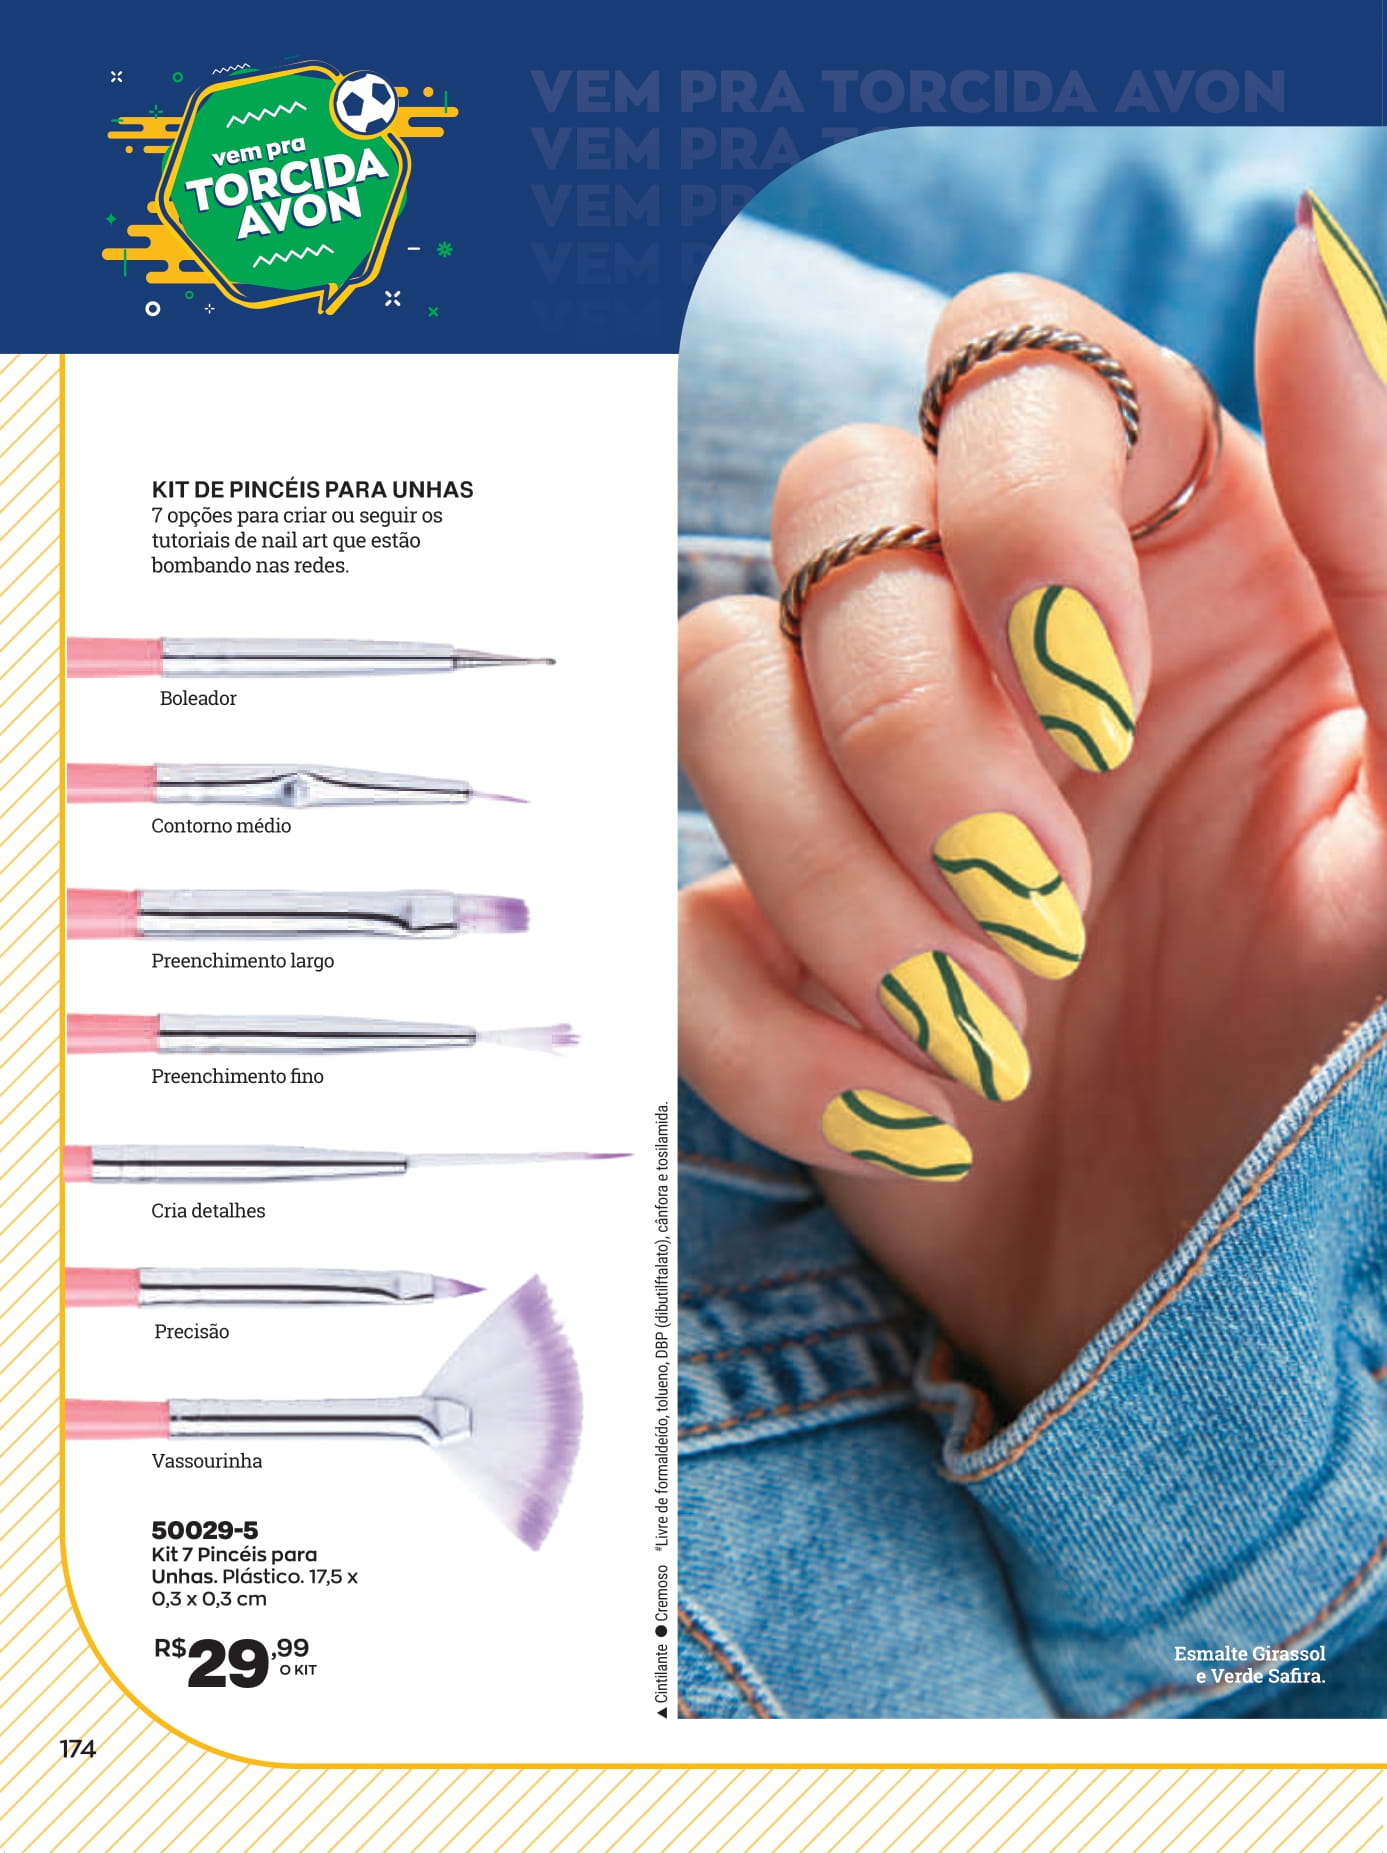 vem pra
TORCIDA
AVON
VEM PRA TORCIDA AVON
VEM PRA
VEM
VEM
VEM
KIT DE PINCÉIS PARA UNHAS
7 opções para criar ou seguir os
tutoriais de nail art que estão
bombando nas redes.
Boleador
Contorno médio
Preenchimento largo
Preenchimento fino
Cria detalhes
Precisão
Vassourinha
50029-5
Kit 7 Pincéis para
Unhas. Plástico. 17,5 x
0,3 x 0,3 cm
R$29,99
O KIT
▲ Cintilante ● Cremoso #Livre de formaldeído, tolueno, DBP (dibutilftalato), cânfora e tosilamida.
Esmalte Girassol
e Verde Safira.
174